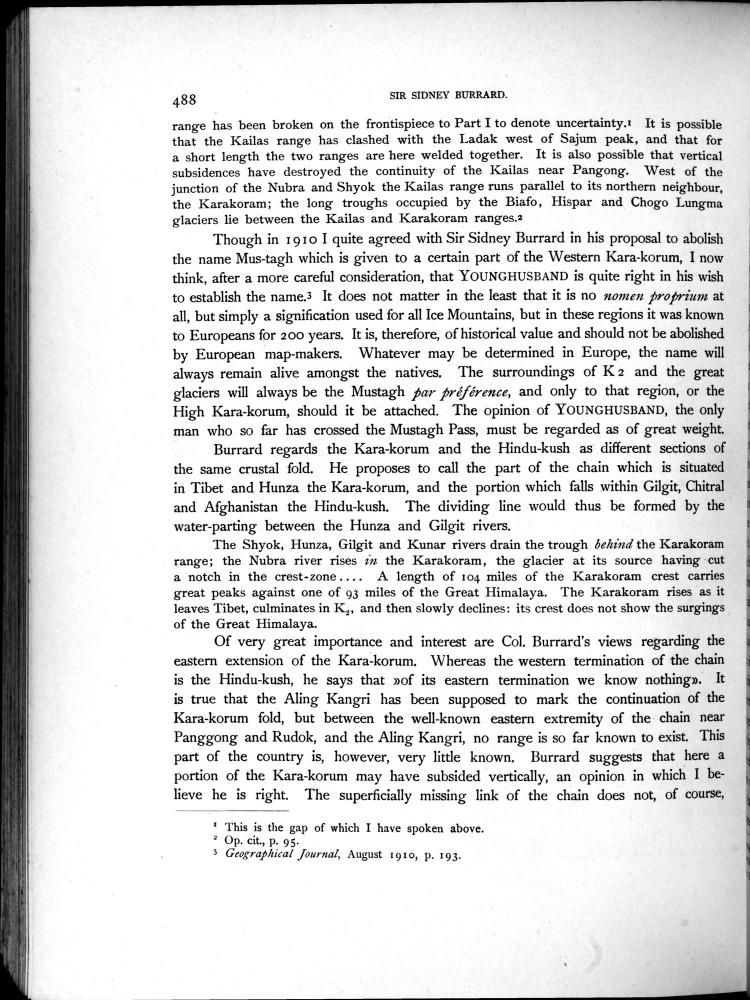 488
SIR SIDNEY BURRARD.
range has been broken on the frontispiece to Part I to denote uncertainty.¹ It is possible
that the Kailas range has clashed with the Ladak west of Sajum peak, and that for
a short length the two ranges are here welded together. It is also possible that vertical
subsidences have destroyed the continuity of the Kailas near Pangong. West of the
junction of the Nubra and Shyok the Kailas range runs parallel to its northern neighbour,
the Karakoram; the long troughs occupied by the Biafo, Hispar and Chogo Lungma
glaciers lie between the Kailas and Karakoram ranges.²
Though in 1910 I quite agreed with Sir Sidney Burrard in his proposal to abolish
the name Mus-tagh which is given to a certain part of the Western Kara-korum, I now
think, after a more careful consideration, that YOUNGHUSBAND is quite right in his wish
to establish the name.³ It does not matter in the least that it is no nomen proprium at
all, but simply a signification used for all Ice Mountains, but in these regions it was known
to Europeans for 200 years. It is, therefore, of historical value and should not be abolished
by European map-makers. Whatever may be determined in Europe, the name will
always remain alive amongst the natives. The surroundings of K 2 and the great
glaciers will always be the Mustagh par préférence, and only to that region, or the
High Kara-korum, should it be attached. The opinion of YOUNGHUSBAND, the only
man who so far has crossed the Mustagh Pass, must be regarded as of great weight.
Burrard regards the Kara-korum and the Hindu-kush as different sections of
the same crustal fold. He proposes to call the part of the chain which is situated
in Tibet and Hunza the Kara-korum, and the portion which falls within Gilgit, Chitral
and Afghanistan the Hindu-kush. The dividing line would thus be formed by the
water-parting between the Hunza and Gilgit rivers.
The Shyok, Hunza, Gilgit and Kunar rivers drain the trough behind the Karakoram
range; the Nubra river rises in the Karakoram, the glacier at its source having cut
a notch in the crest-zone.... A length of 104 miles of the Karakoram crest carries
great peaks against one of 93 miles of the Great Himalaya. The Karakoram rises as it
leaves Tibet, culminates in K₂, and then slowly declines: its crest does not show the surgings
of the Great Himalaya.
Of very great importance and interest are Col. Burrard's views regarding the
eastern extension of the Kara-korum. Whereas the western termination of the chain
is the Hindu-kush, he says that »of its eastern termination we know nothing». It
is true that the Aling Kangri has been supposed to mark the continuation of the
Kara-korum fold, but between the well-known eastern extremity of the chain near
Panggong and Rudok, and the Aling Kangri, no range is so far known to exist. This
part of the country is, however, very little known. Burrard suggests that here a
portion of the Kara-korum may have subsided vertically, an opinion in which I be-
lieve he is right. The superficially missing link of the chain does not, of course,
¹ This is the gap of which I have spoken above.
² Op. cit., p. 95.
³ Geographical Journal, August 1910, p. 193.